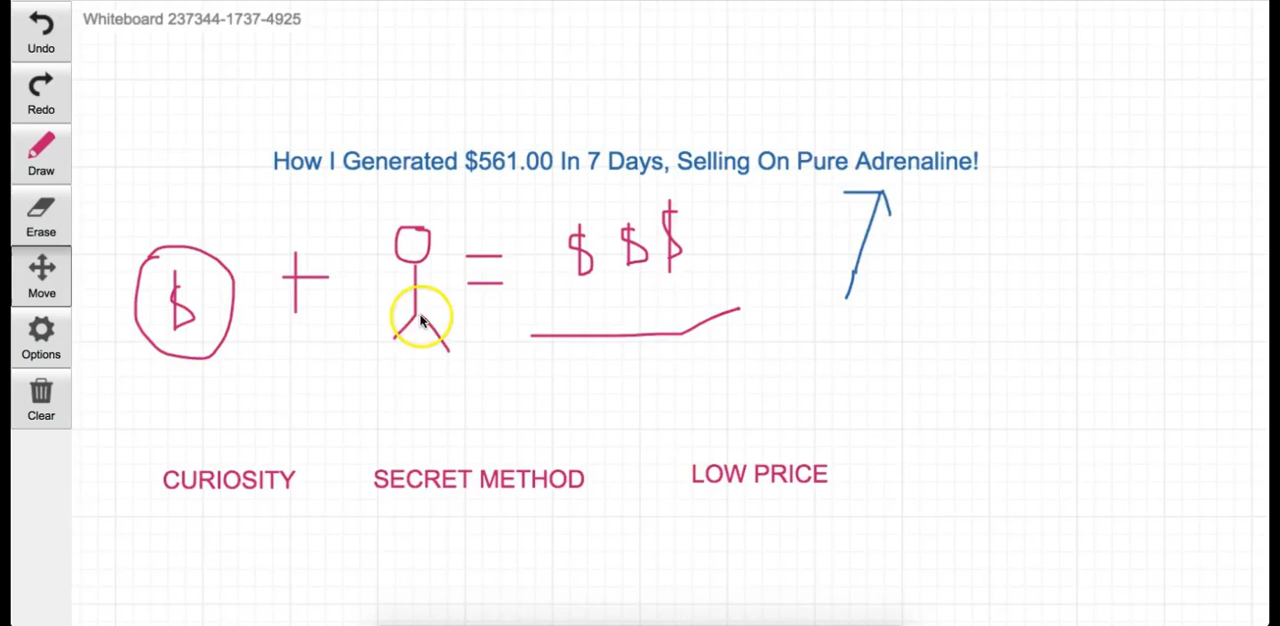 Whiteboard 237344-1737-4925
Undo
Redo
Draw
Erase
Move
Options
Clear
How I Generated $561.00 In 7 Days, Selling On Pure Adrenaline!
$ + = $ $ $
7
CURIOSITY SECRET METHOD LOW PRICE